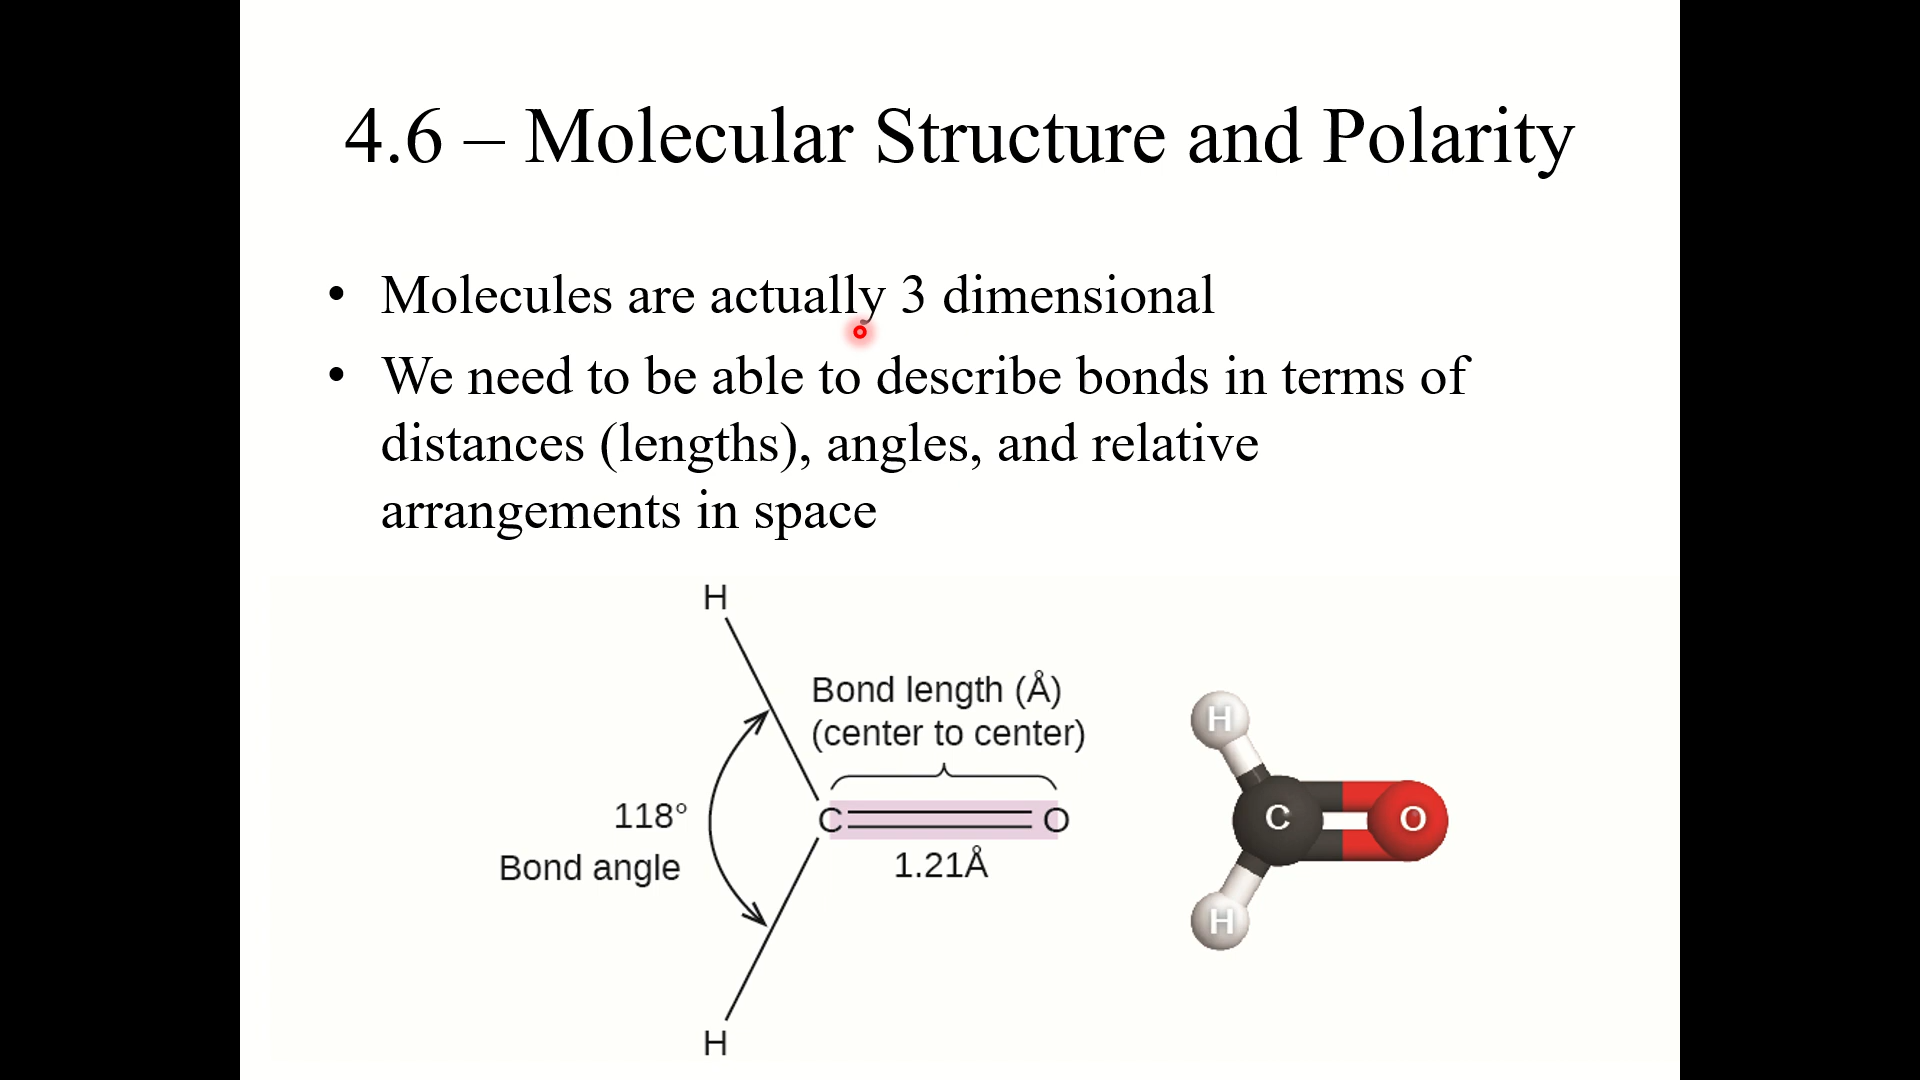 4.6 – Molecular Structure and Polarity
• Molecules are actually 3 dimensional
• We need to be able to describe bonds in terms of
distances (lengths), angles, and relative
arrangements in space
H
Bond length (Å)
(center to center)
118°
Bond angle
C
O
1.21Å
H
H
C
O
H